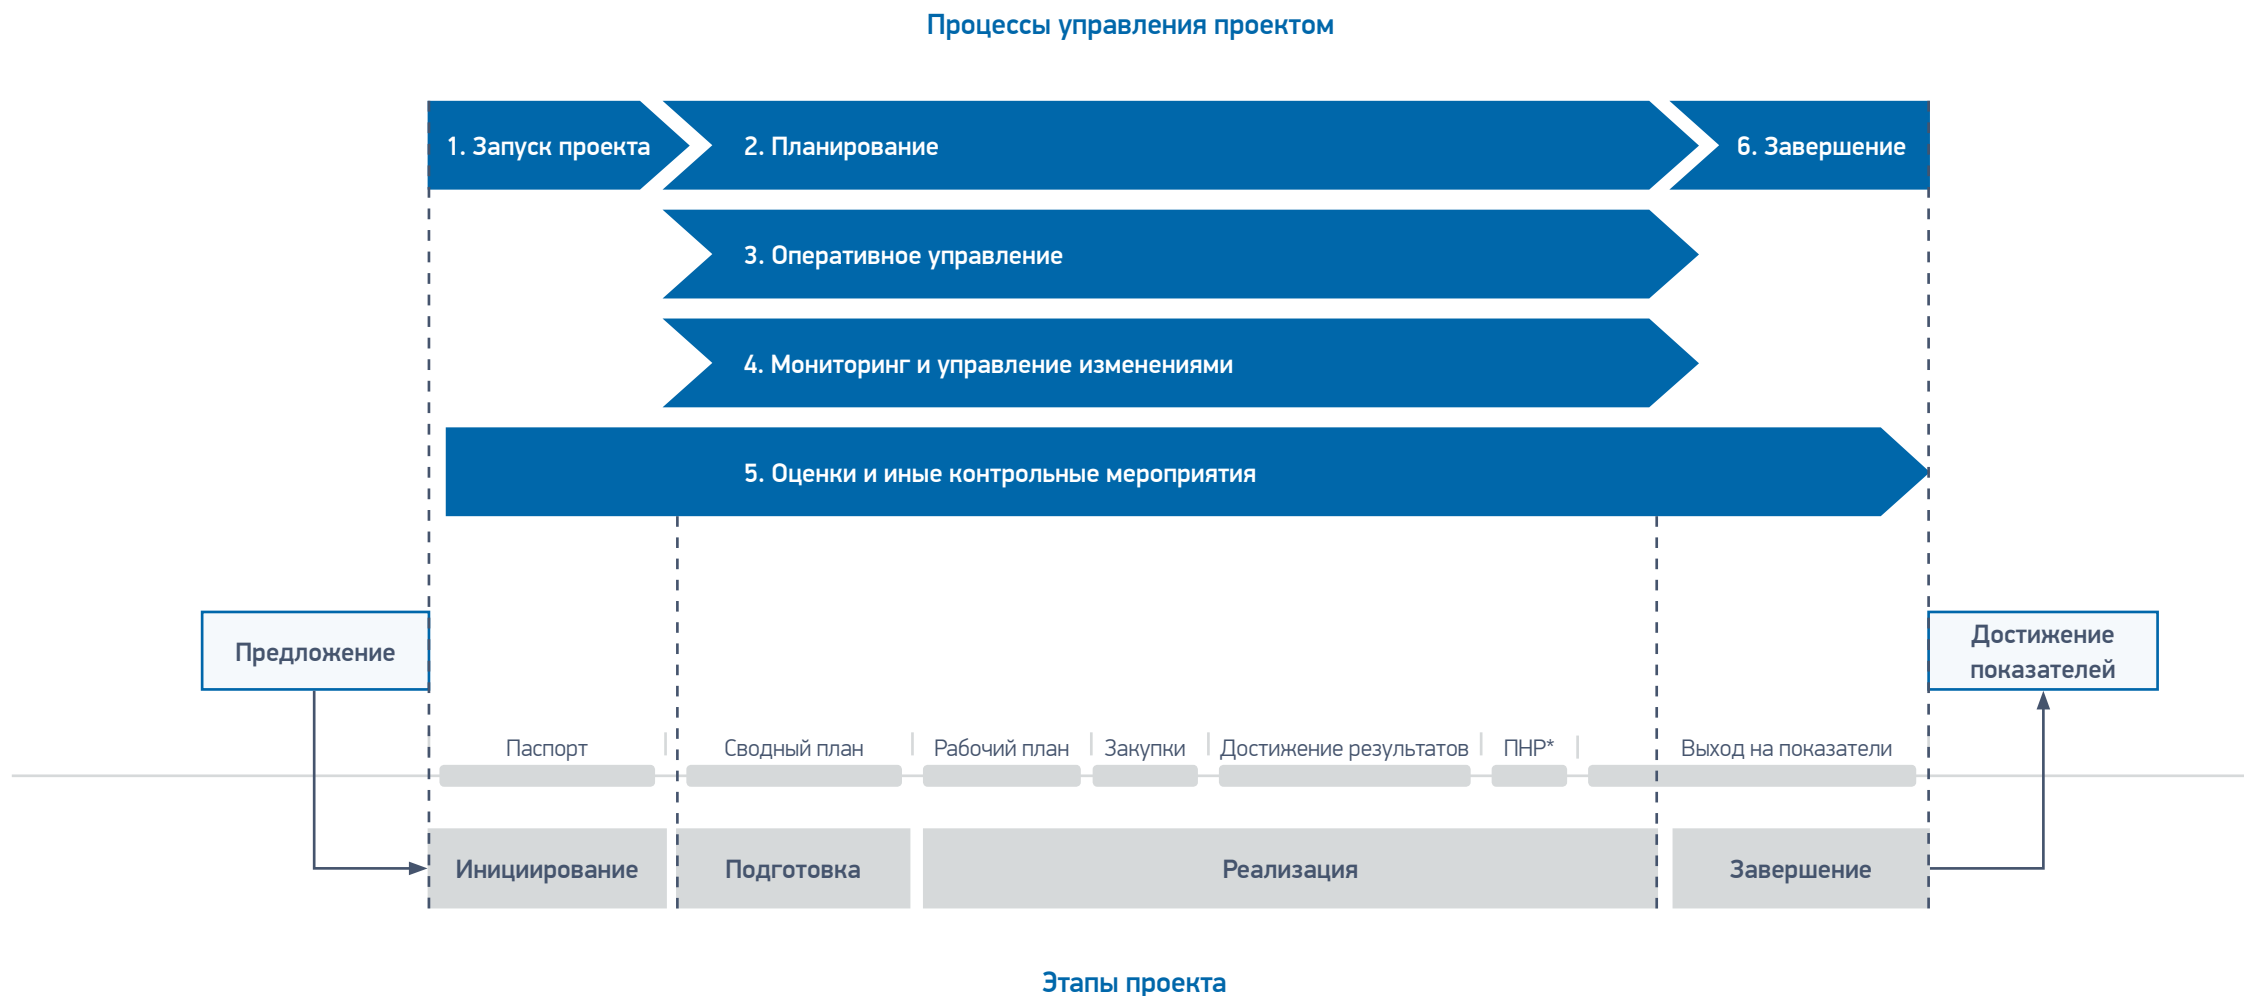 Процессы управления проектом
1. Запуск проекта
2. Планирование
6. Завершение
3. Оперативное управление
4. Мониторинг и управление изменениями
5. Оценки и иные контрольные мероприятия
Предложение
Достижение
показателей
Паспорт
Сводный план
Рабочий план
Закупки
Достижение результатов
ПНР*
Выход на показатели
Инициирование
Подготовка
Реализация
Завершение
Этапы проекта